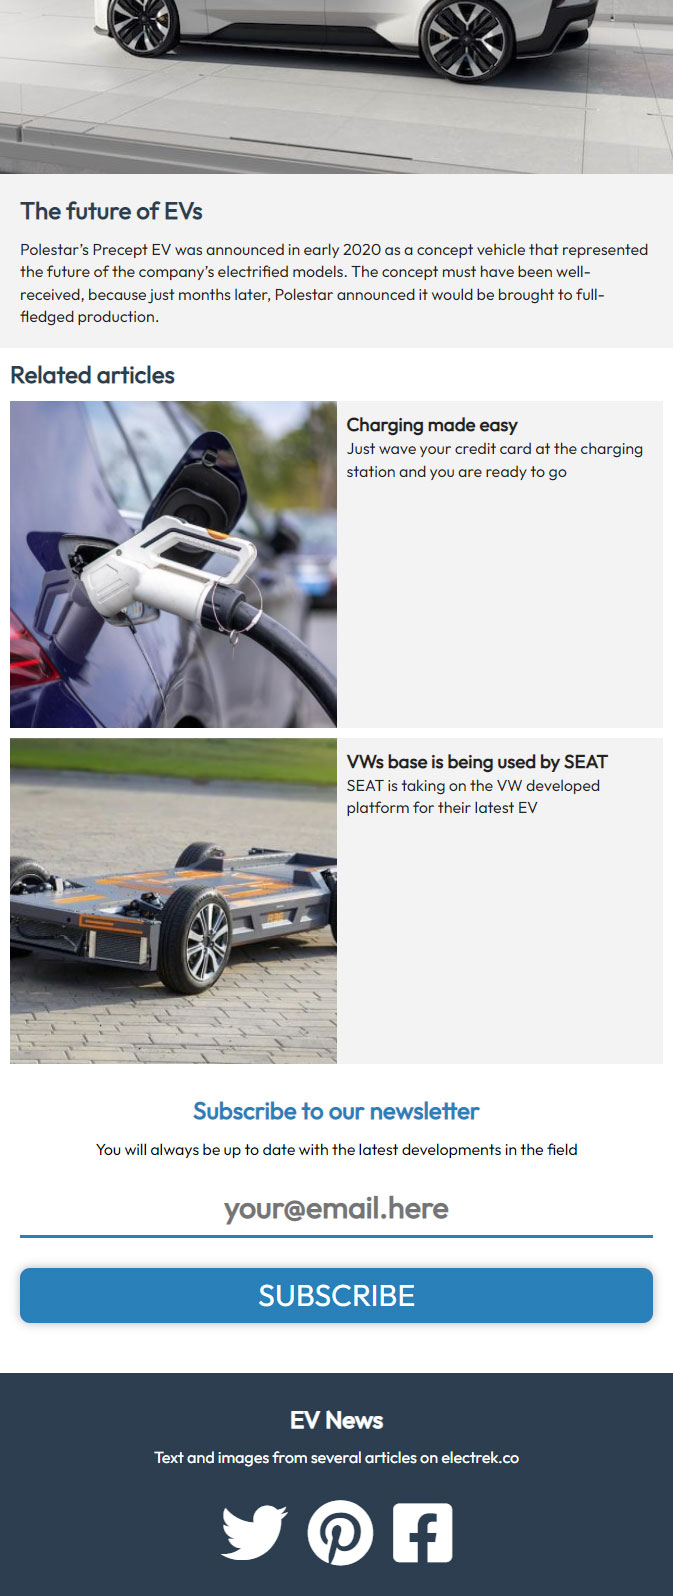 The future of EVs
Polestar’s Precept EV was announced in early 2020 as a concept vehicle that represented
the future of the company’s electrified models. The concept must have been well-
received, because just months later, Polestar announced it would be brought to full-
fledged production.
Related articles
Charging made easy
Just wave your credit card at the charging
station and you are ready to go
VWs base is being used by SEAT
SEAT is taking on the VW developed
platform for their latest EV
Subscribe to our newsletter
You will always be up to date with the latest developments in the field
your@email.here
SUBSCRIBE
EV News
Text and images from several articles on electrek.co